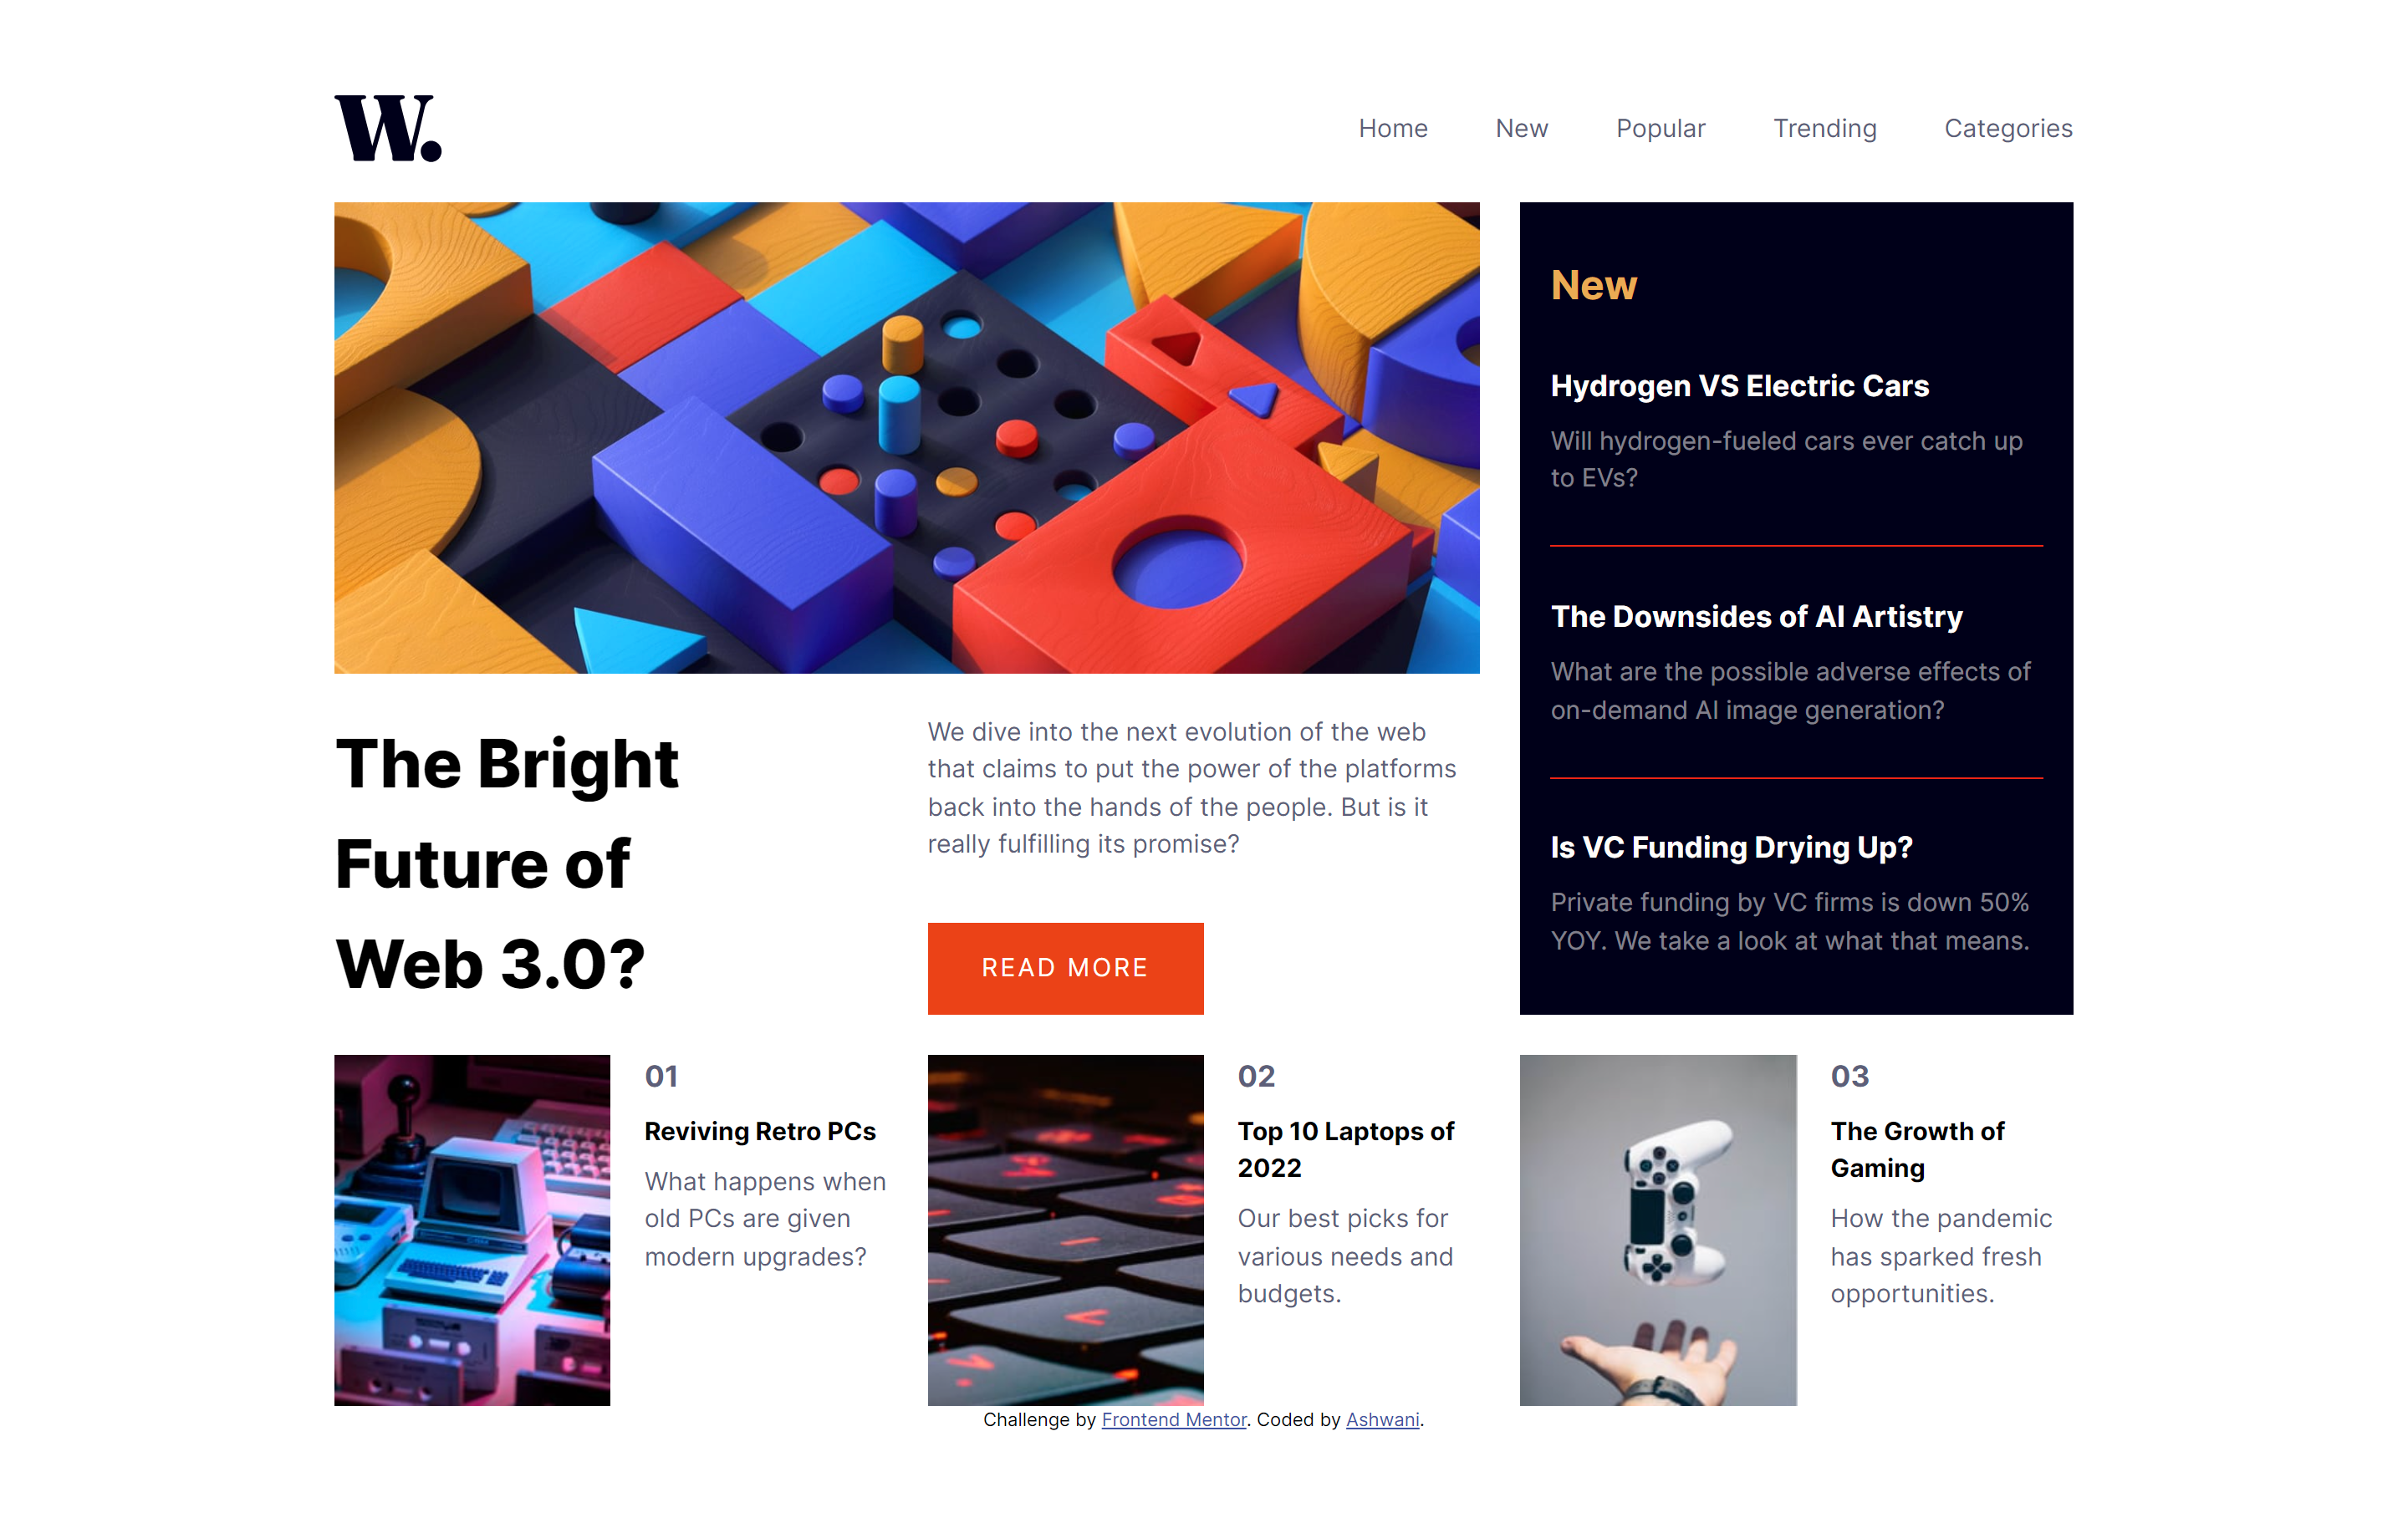 W.
Home New Popular Trending Categories
The Bright
Future of
Web 3.0?
We dive into the next evolution of the web
that claims to put the power of the platforms
back into the hands of the people. But is it
really fulfilling its promise?
READ MORE
New
Hydrogen VS Electric Cars
Will hydrogen-fueled cars ever catch up
to EVs?
The Downsides of AI Artistry
What are the possible adverse effects of
on-demand AI image generation?
Is VC Funding Drying Up?
Private funding by VC firms is down 50%
YOY. We take a look at what that means.
01
Reviving Retro PCs
What happens when
old PCs are given
modern upgrades?
02
Top 10 Laptops of
2022
Our best picks for
various needs and
budgets.
03
The Growth of
Gaming
How the pandemic
has sparked fresh
opportunities.
Challenge by Frontend Mentor. Coded by Ashwani.